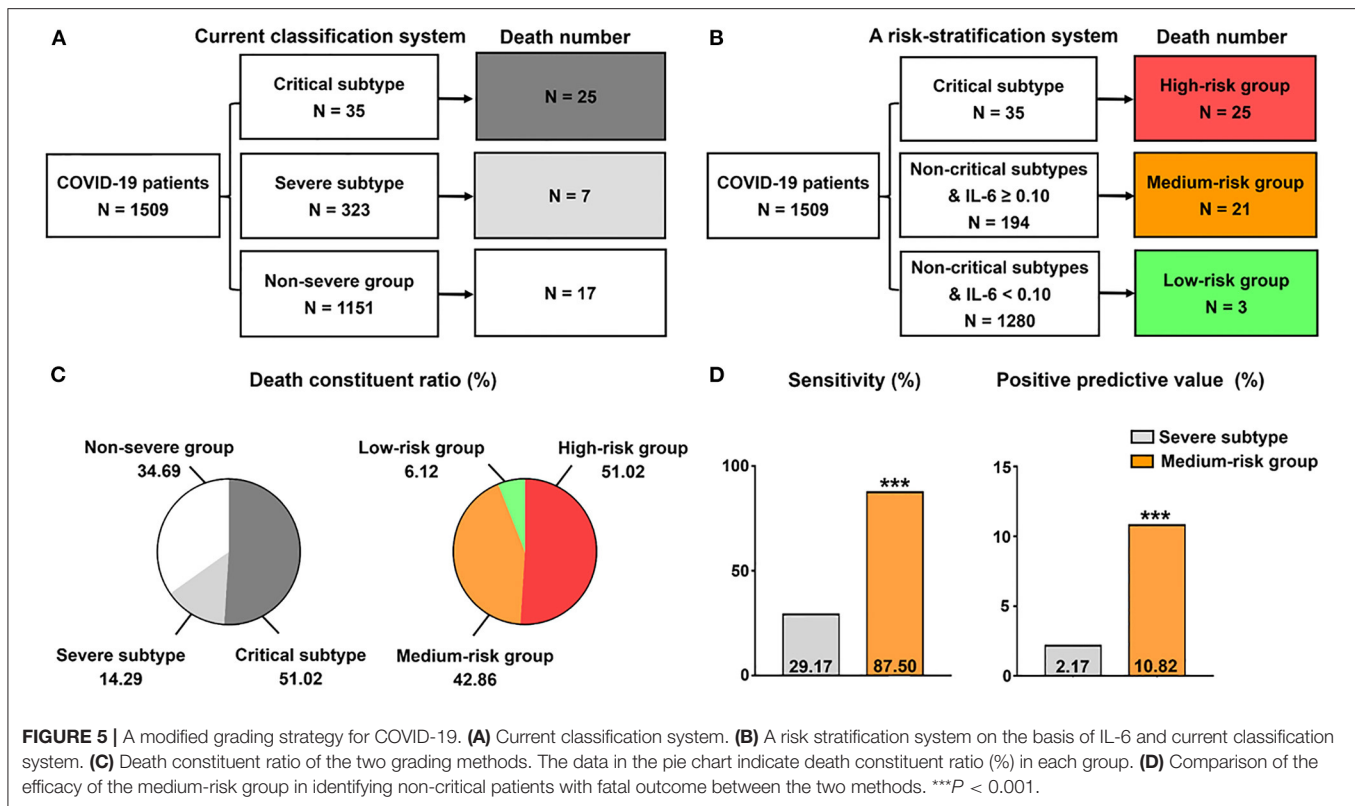 A
Current classification system
Death number
COVID-19 patients
N = 1509
Critical subtype
N = 35
N = 25
Severe subtype
N = 323
N = 7
Non-severe group
N = 1151
N = 17
B
A risk-stratification system
Death number
COVID-19 patients
N = 1509
Critical subtype
N = 35
High-risk group
N = 25
Non-critical subtypes
& IL-6 ≥ 0.10
N = 194
Medium-risk group
N = 21
Non-critical subtypes
& IL-6 < 0.10
N = 1280
Low-risk group
N = 3
C
Death constituent ratio (%)
Non-severe group
34.69
Severe subtype
14.29
Critical subtype
51.02
Low-risk group
6.12
High-risk group
51.02
Medium-risk group
42.86
D
Sensitivity (%)
100
50
0
29.17
***
87.50
Positive predictive value (%)
Severe subtype
Medium-risk group
15
10
5
0
2.17
***
10.82
FIGURE 5 | A modified grading strategy for COVID-19. (A) Current classification system. (B) A risk stratification system on the basis of IL-6 and current classification
system. (C) Death constituent ratio of the two grading methods. The data in the pie chart indicate death constituent ratio (%) in each group. (D) Comparison of the
efficacy of the medium-risk group in identifying non-critical patients with fatal outcome between the two methods. ***P < 0.001.